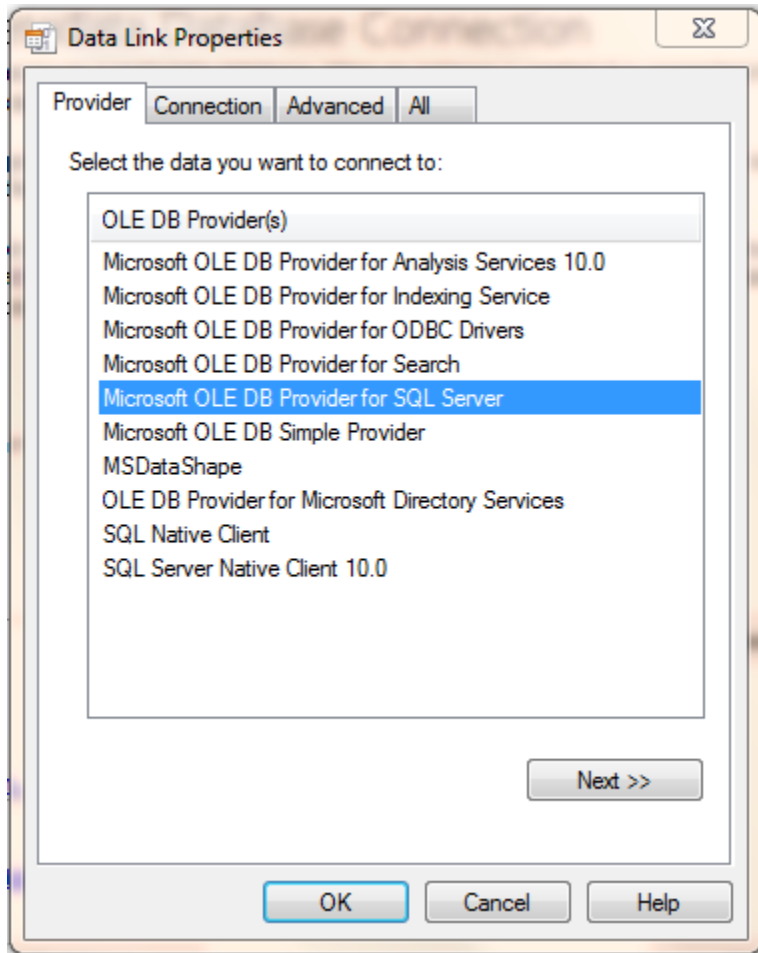 Data Link Properties
Provider Connection Advanced All
Select the data you want to connect to:
OLE DB Provider(s)
Microsoft OLE DB Provider for Analysis Services 10.0
Microsoft OLE DB Provider for Indexing Service
Microsoft OLE DB Provider for ODBC Drivers
Microsoft OLE DB Provider for Search
Microsoft OLE DB Provider for SQL Server
Microsoft OLE DB Simple Provider
MSDataShape
OLE DB Provider for Microsoft Directory Services
SQL Native Client
SQL Server Native Client 10.0
Next >>
OK Cancel Help